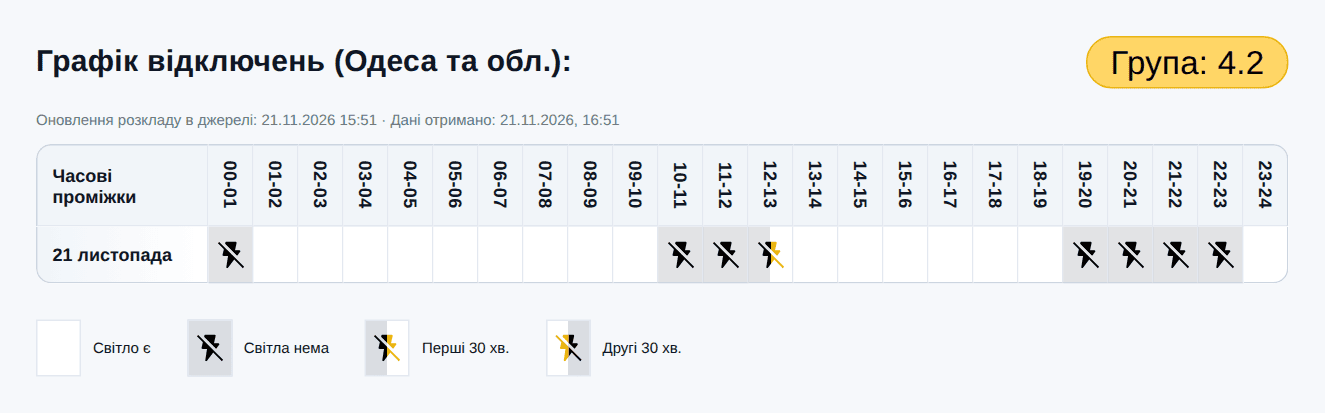 Графік відключень (Одеса та обл.):
Група: 4.2
Оновлення розкладу в джерелі: 21.11.2026 15:51 · Дані отримано: 21.11.2026, 16:51
Часові
проміжки
00-01
01-02
02-03
03-04
04-05
05-06
06-07
07-08
08-09
09-10
10-11
11-12
12-13
13-14
14-15
15-16
16-17
17-18
18-19
19-20
20-21
21-22
22-23
23-24
21 листопада
Світло є
Світла нема
Перші 30 хв.
Другі 30 хв.